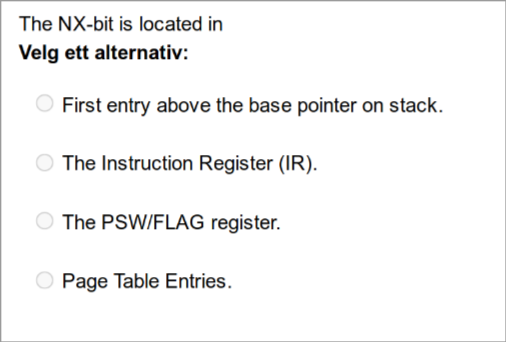 The NX-bit is located in
Velg ett alternativ:
First entry above the base pointer on stack.
The Instruction Register (IR).
The PSW/FLAG register.
Page Table Entries.